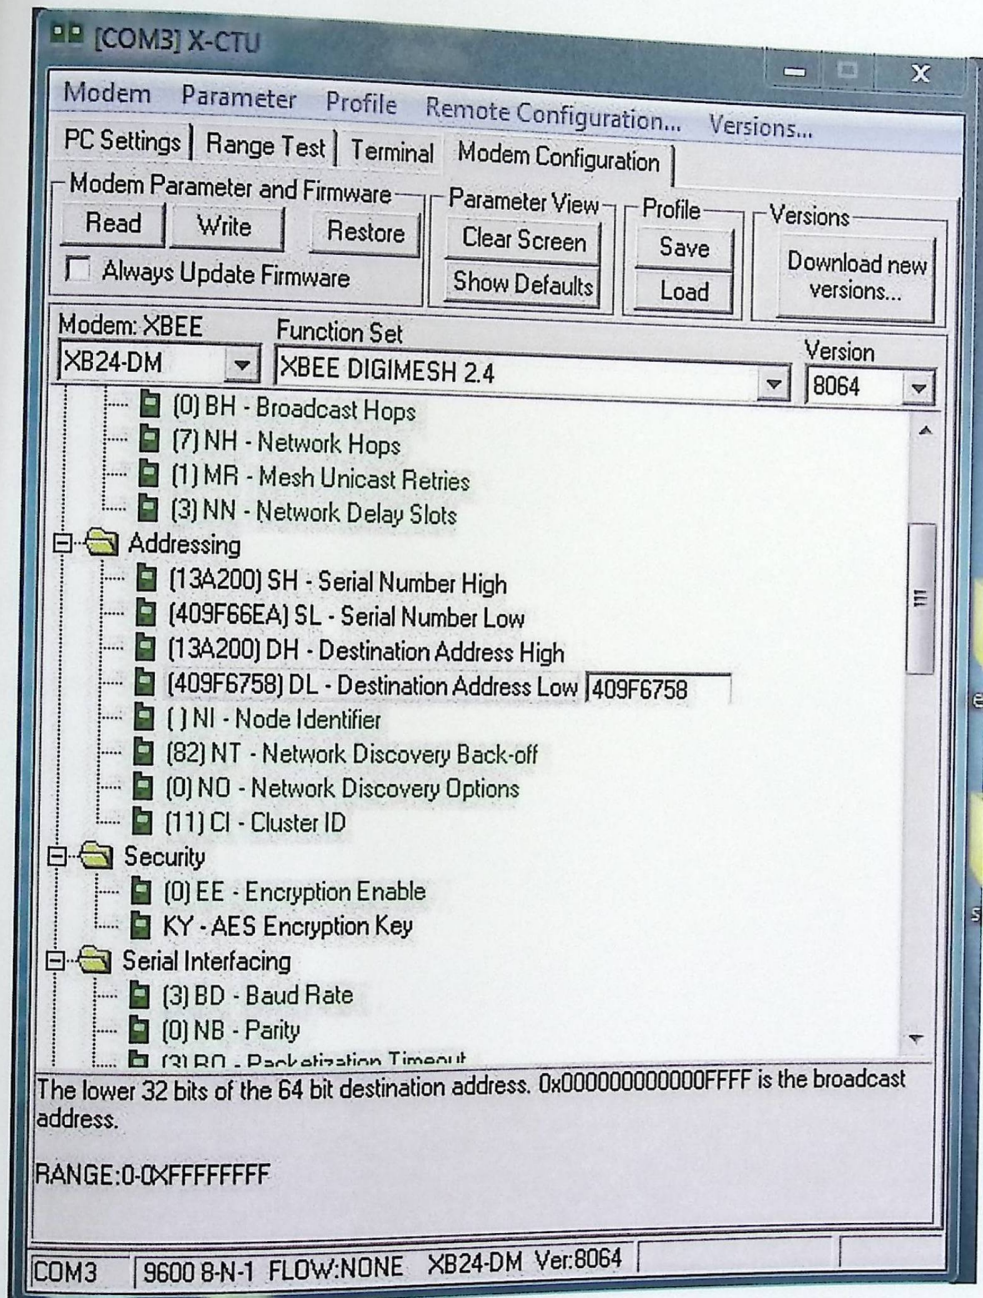 [COM3] X-CTU
Modem Parameter Profile Remote Configuration... Versions...
PC Settings Range Test Terminal Modem Configuration
Modem Parameter and Firmware Parameter View Profile Versions
Read Write Restore Clear Screen Save Download new versions...
Always Update Firmware Show Defaults Load
Modem: XBEE Function Set Version
XB24-DM XBEE DIGIMESH 2.4 8064
(0) BH - Broadcast Hops
(7) NH - Network Hops
(1) MR - Mesh Unicast Retries
(3) NN - Network Delay Slots
Addressing
(13A200) SH - Serial Number High
(409F66EA) SL - Serial Number Low
(13A200) DH - Destination Address High
(409F6758) DL - Destination Address Low 409F6758
( ) NI - Node Identifier
(82) NT - Network Discovery Back-off
(0) NO - Network Discovery Options
(11) CI - Cluster ID
Security
(0) EE - Encryption Enable
KY - AES Encryption Key
Serial Interfacing
(3) BD - Baud Rate
(0) NB - Parity
(3) RO - Packetization Timeout
The lower 32 bits of the 64 bit destination address. 0x000000000000FFFF is the broadcast
address.
RANGE:0-0XFFFFFFFF
COM3 9600 8-N-1 FLOW:NONE XB24-DM Ver:8064